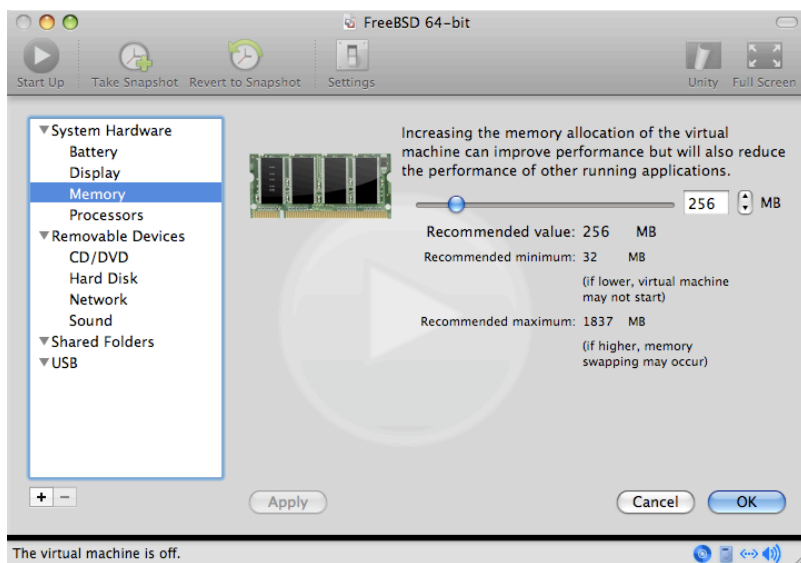 FreeBSD 64-bit
Start Up
Take Snapshot
Revert to Snapshot
Settings
Unity
Full Screen
System Hardware
Battery
Display
Memory
Processors
Removable Devices
CD/DVD
Hard Disk
Network
Sound
Shared Folders
USB
Increasing the memory allocation of the virtual
machine can improve performance but will also reduce
the performance of other running applications.
256 MB
Recommended value: 256 MB
Recommended minimum: 32 MB
(if lower, virtual machine
may not start)
Recommended maximum: 1837 MB
(if higher, memory
swapping may occur)
Apply
Cancel
OK
The virtual machine is off.